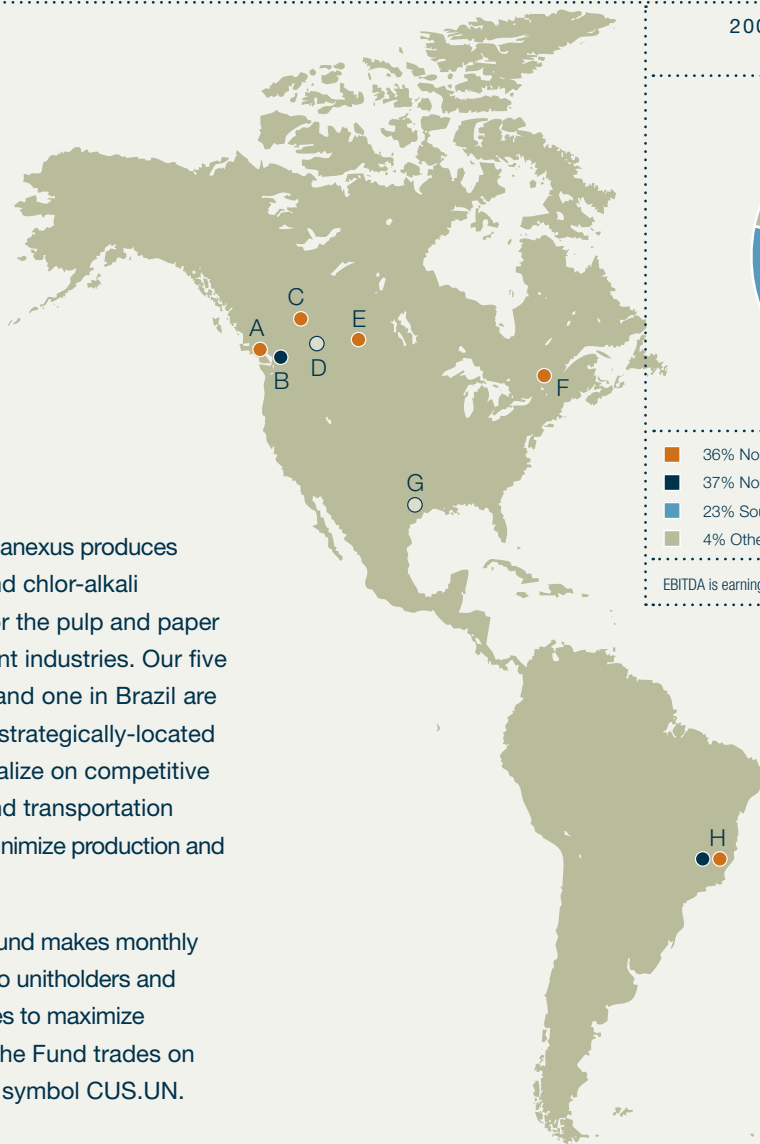 200
C
A
E
D
B
F
G
36% No
37% No
23% Sou
4% Othe
EBITDA is earning
anexus produces
nd chlor-alkali
or the pulp and paper
nt industries. Our five
and one in Brazil are
strategically-located
alize on competitive
nd transportation
nimize production and
H
und makes monthly
o unitholders and
es to maximize
he Fund trades on
symbol CUS.UN.